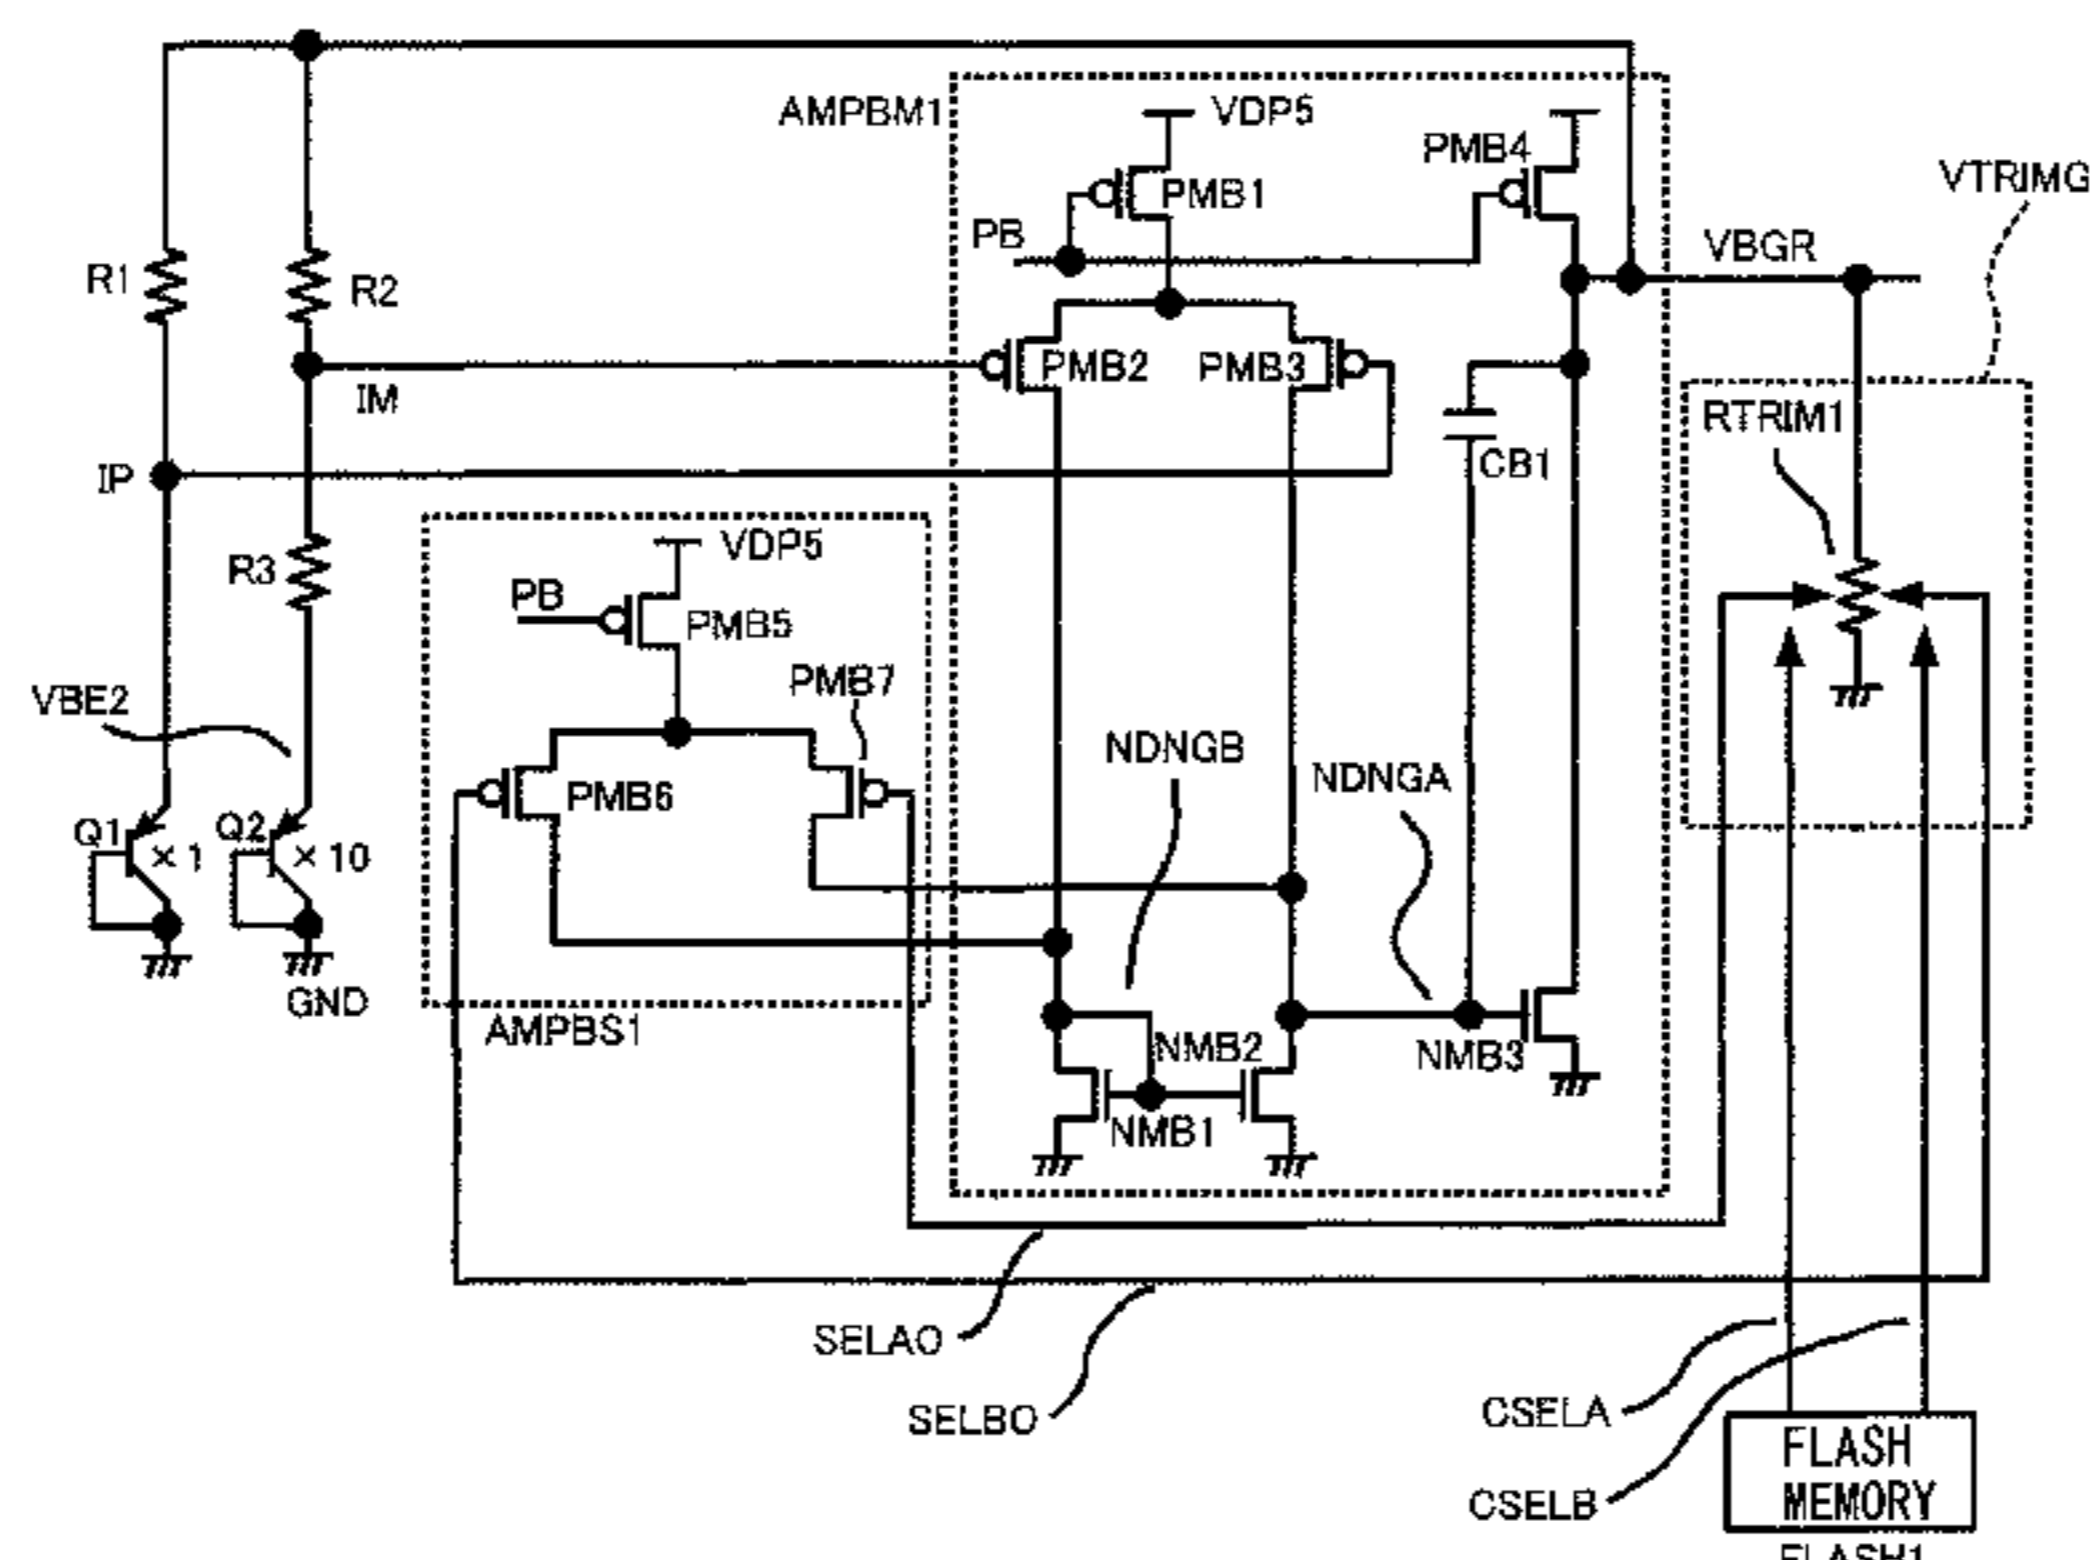 AMPBM1
VDP5
PMB4
PMB1
VTRIMG
PB
VBGR
R1
R2
PMB2
PMB3
IM
RTRIM1
CB1
IP
VDP5
R3
PB
PMB5
PMB7
VBE2
NDNGB
NDNGA
PMB6
Q1
×1
Q2
×10
GND
AMPBS1
NMB2
NMB3
NMB1
SELAO
SELBO
CSELA
CSELB
FLASH
MEMORY
FLASH1